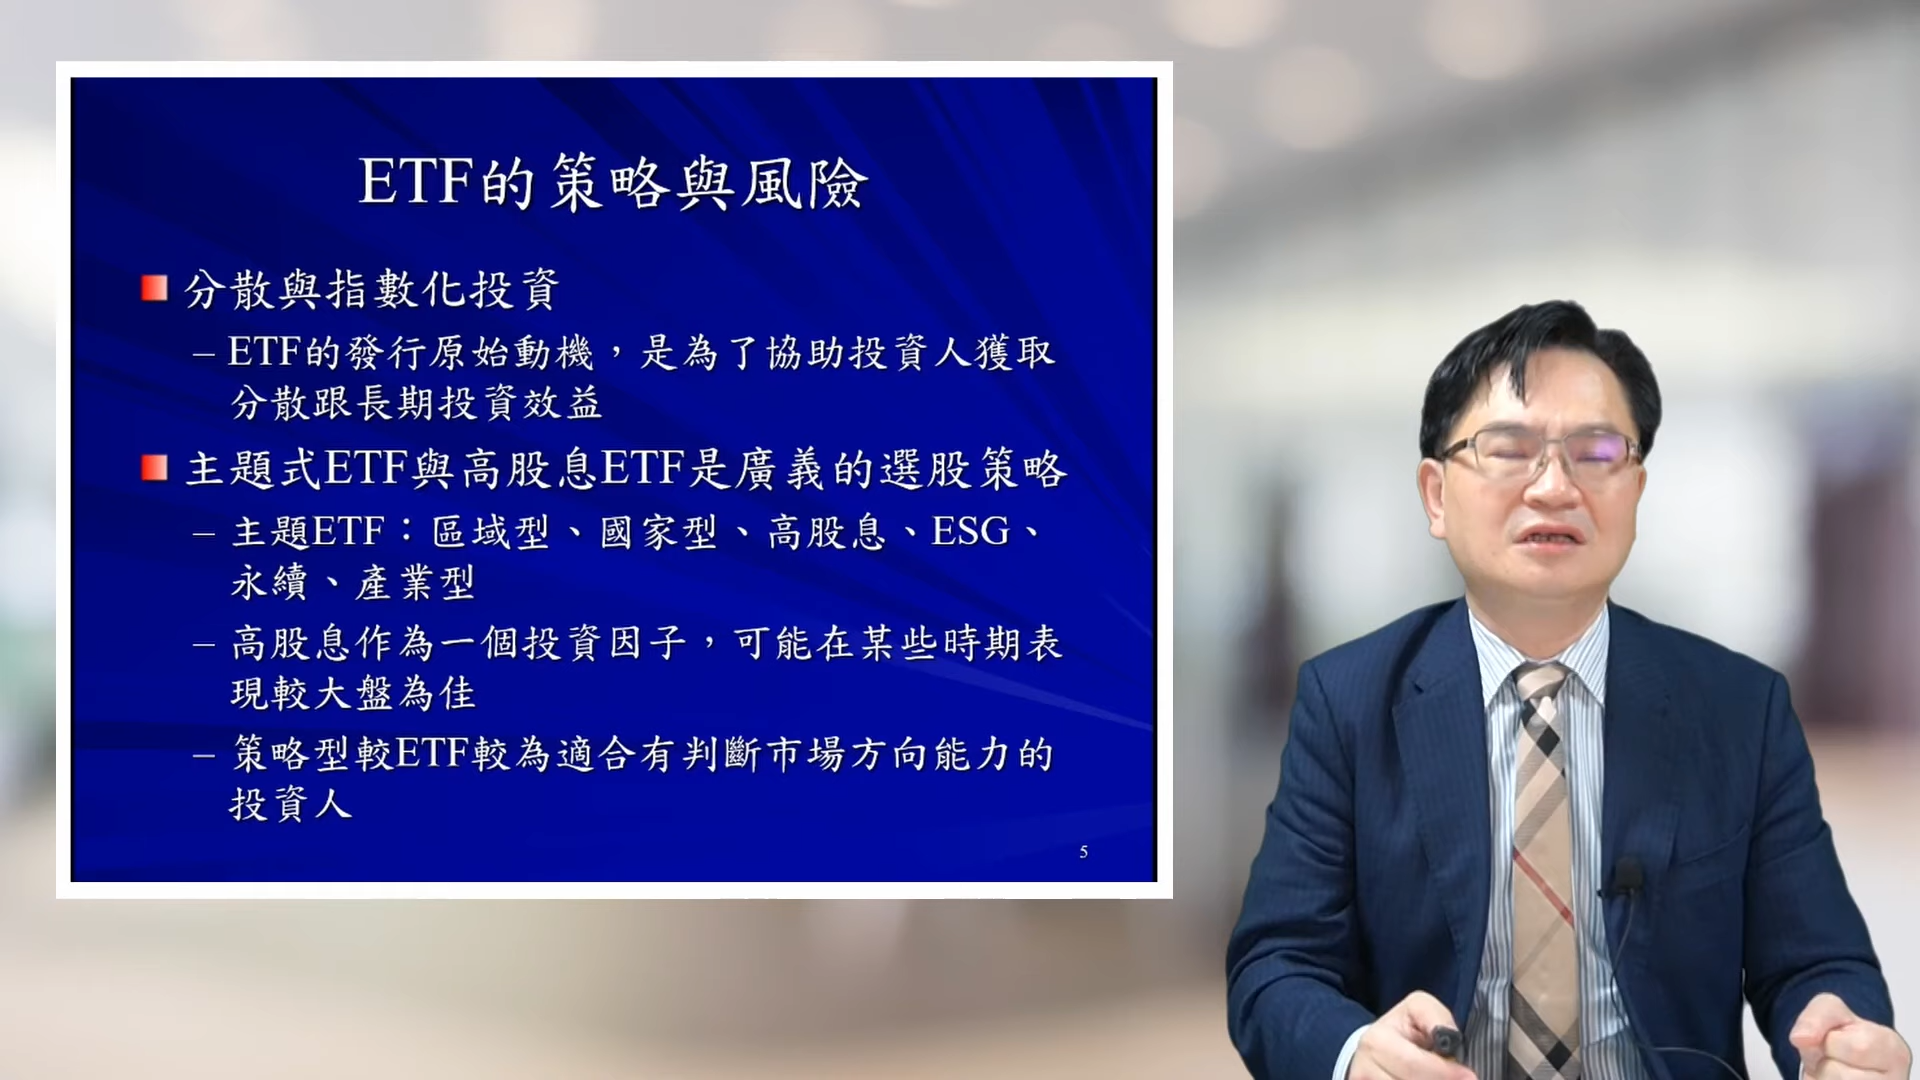 ETF的策略與風險
分散與指數化投資
– ETF的發行原始動機，是為了協助投資人獲取
分散跟長期投資效益
主題式ETF與高股息ETF是廣義的選股策略
– 主題ETF：區域型、國家型、高股息、ESG、
永續、產業型
– 高股息作為一個投資因子，可能在某些時期表
現較大盤為佳
– 策略型較ETF較為適合有判斷市場方向能力的
投資人
5